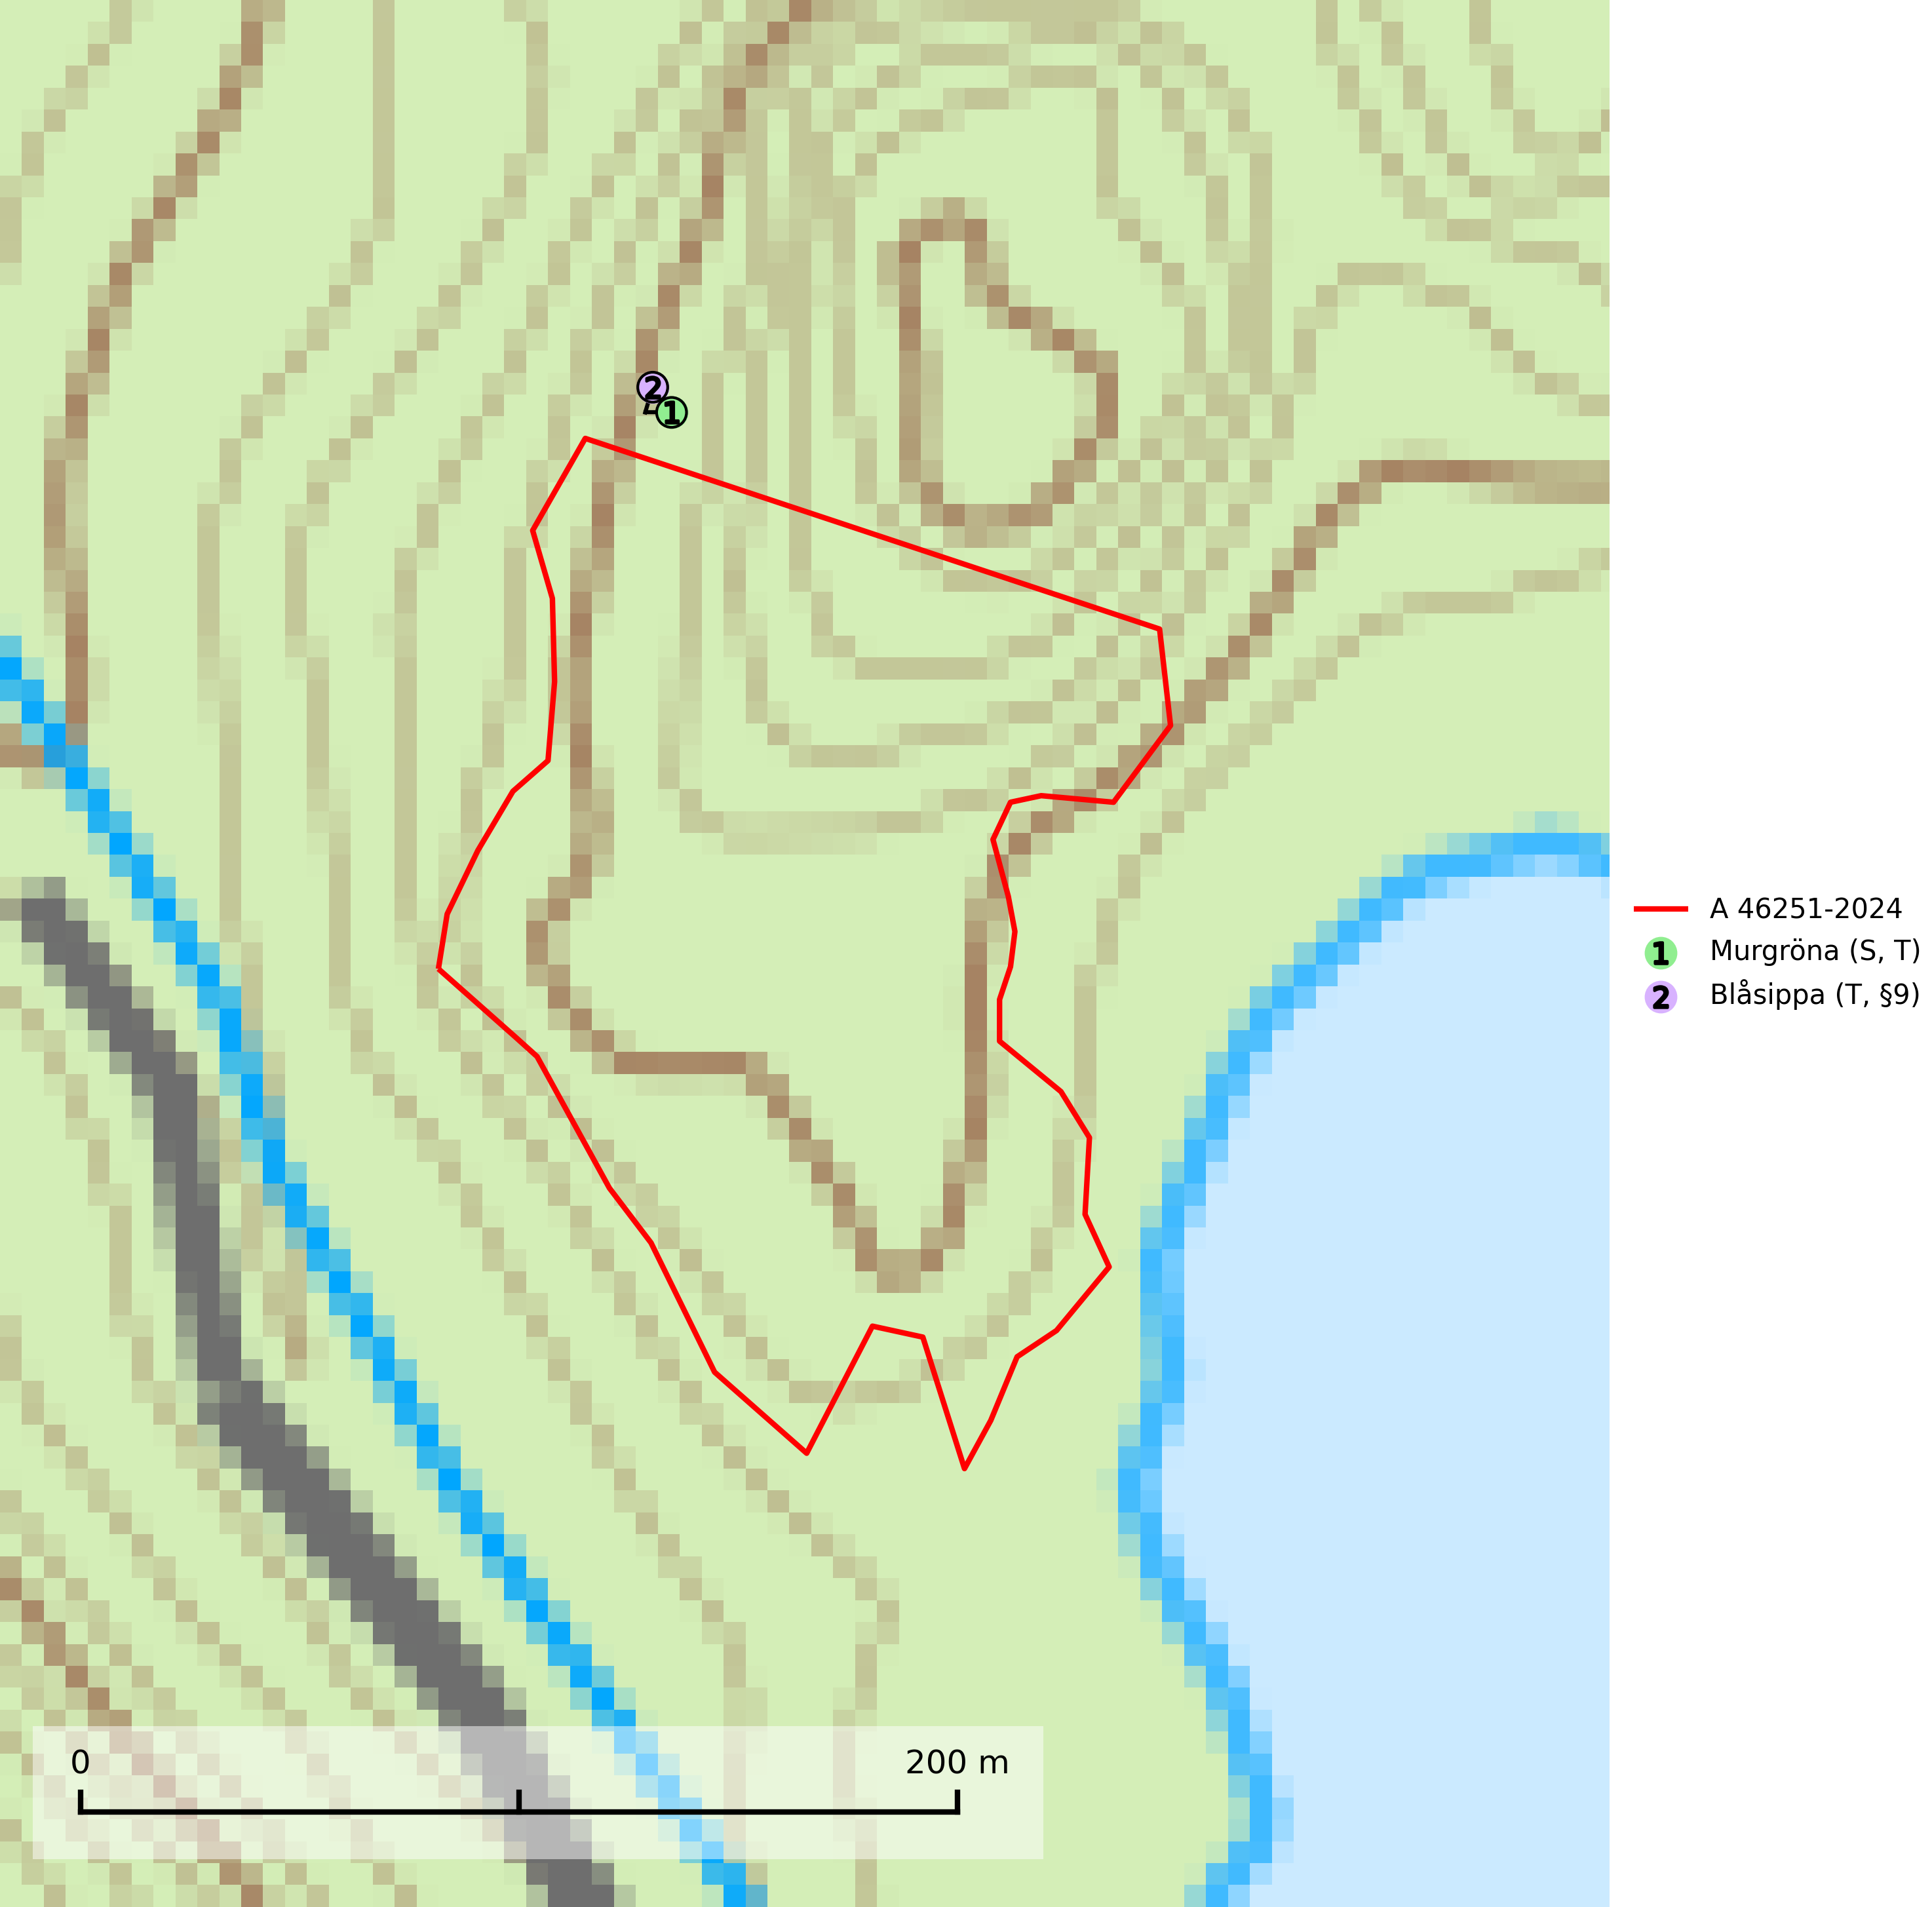 2
1
A 46251-2024
1 Murgröna (S, T)
2 Blåsippa (T, §9)
0 200 m